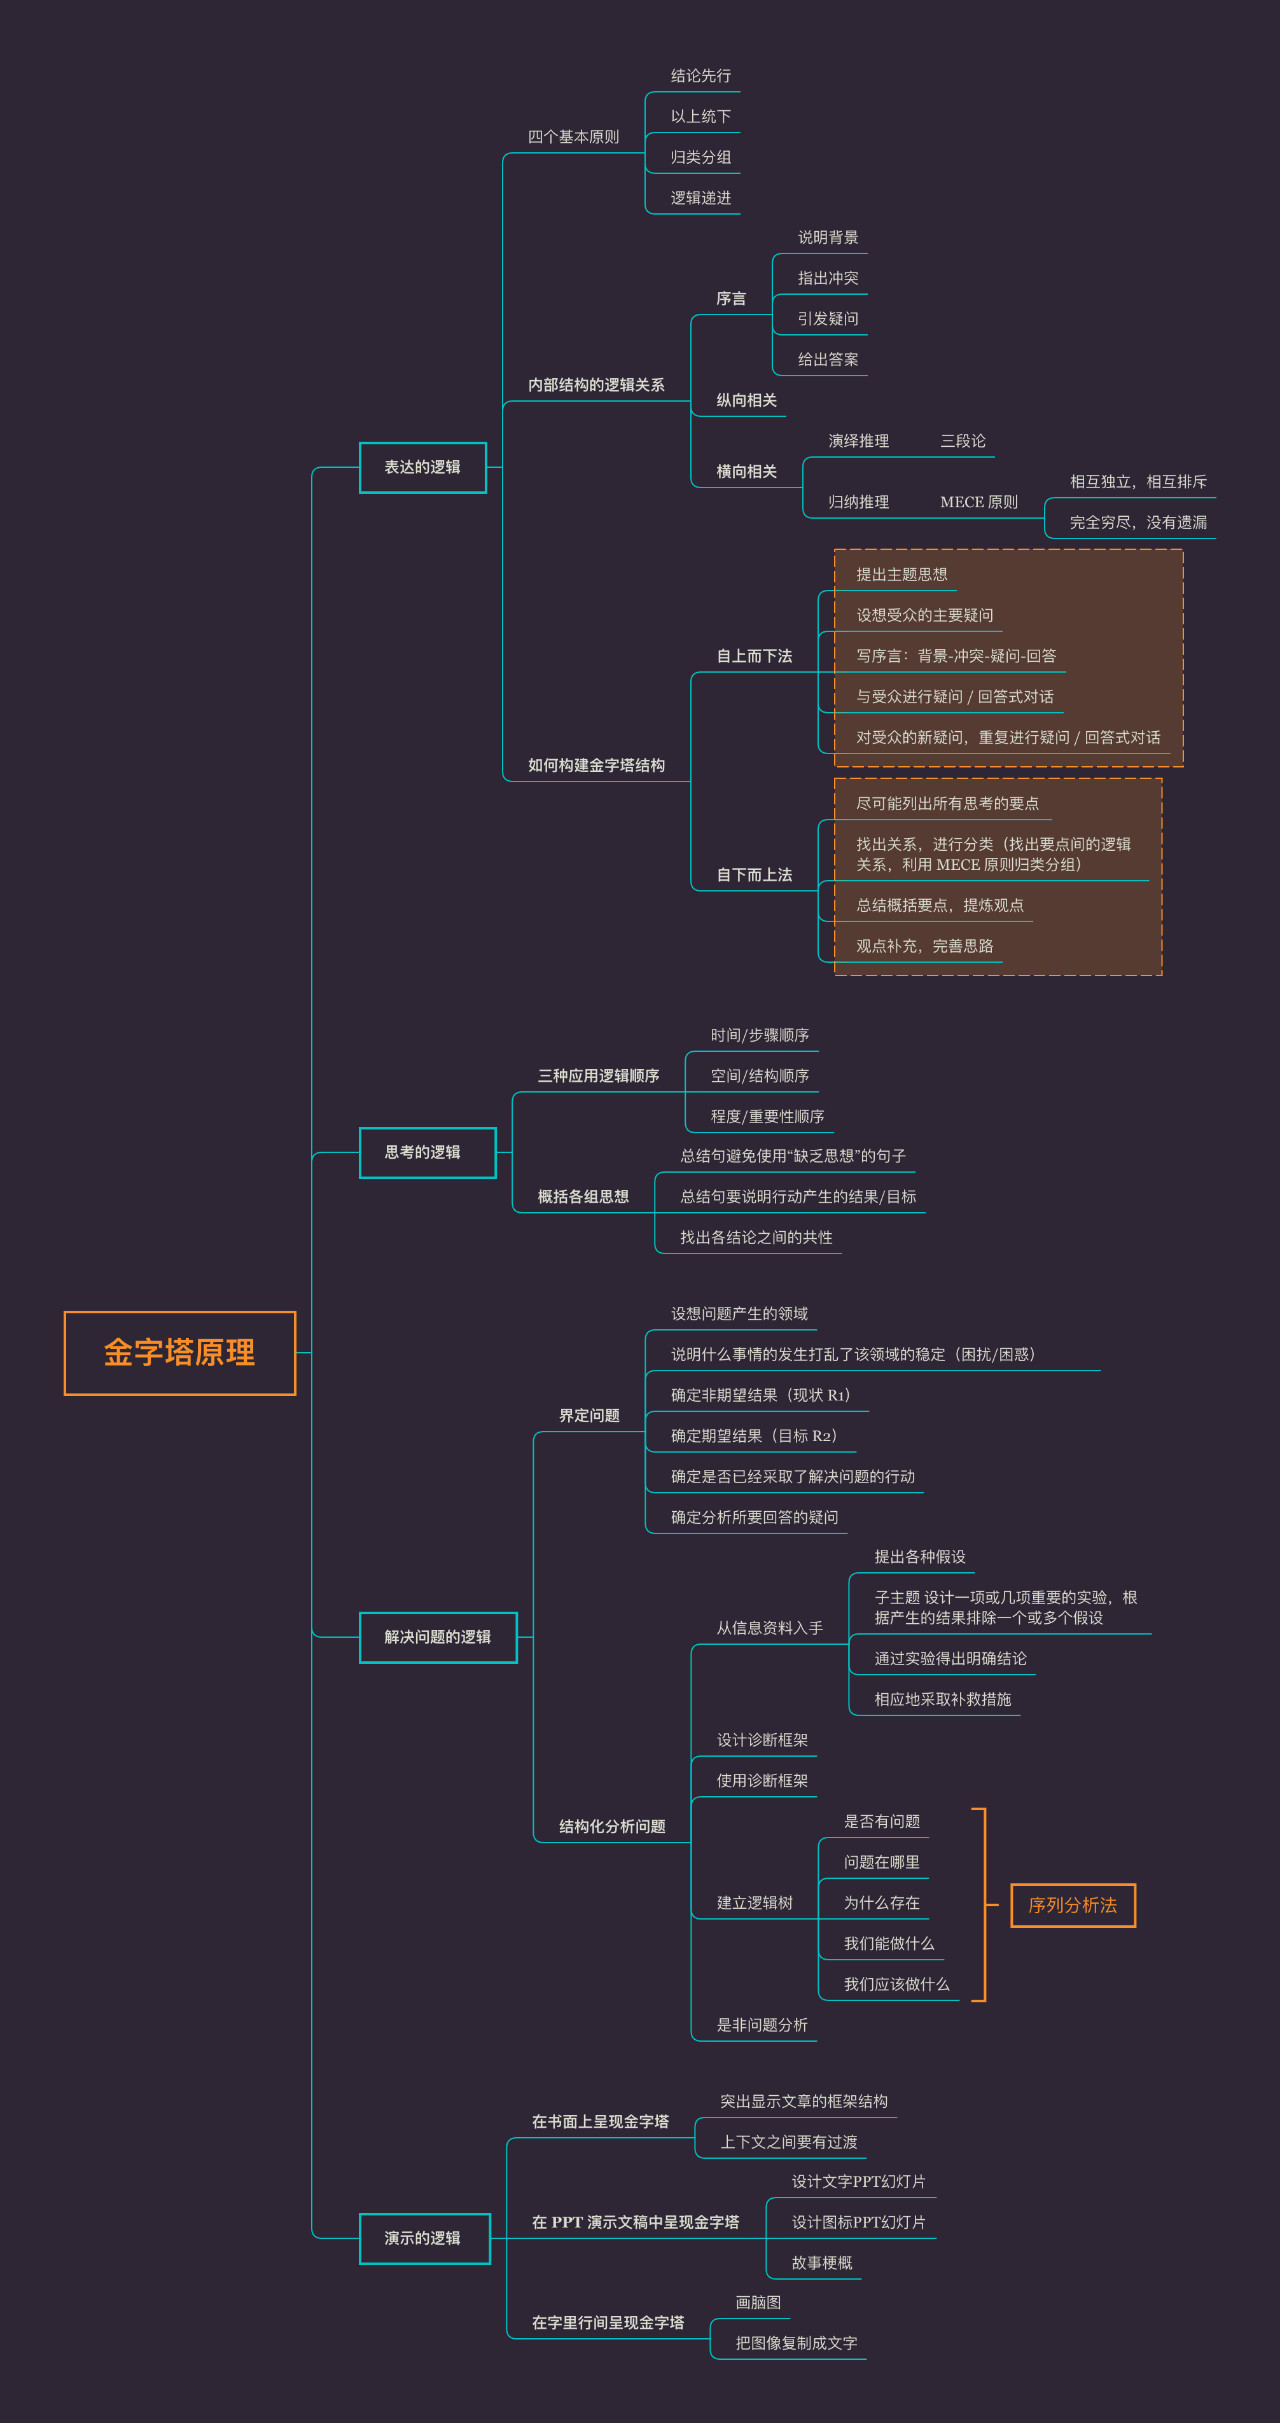 金字塔原理
表达的逻辑
四个基本原则
结论先行
以上统下
归类分组
逻辑递进
内部结构的逻辑关系
序言
说明背景
指出冲突
引发疑问
给出答案
纵向相关
横向相关
演绎推理
三段论
归纳推理
MECE 原则
相互独立，相互排斥
完全穷尽，没有遗漏
如何构建金字塔结构
自上而下法
提出主题思想
设想受众的主要疑问
写序言：背景-冲突-疑问-回答
与受众进行疑问 / 回答式对话
对受众的新疑问，重复进行疑问 / 回答式对话
自下而上法
尽可能列出所有思考的要点
找出关系，进行分类（找出要点间的逻辑
关系，利用 MECE 原则归类分组）
总结概括要点，提炼观点
观点补充，完善思路
思考的逻辑
三种应用逻辑顺序
时间/步骤顺序
空间/结构顺序
程度/重要性顺序
概括各组思想
总结句避免使用“缺乏思想”的句子
总结句要说明行动产生的结果/目标
找出各结论之间的共性
解决问题的逻辑
界定问题
设想问题产生的领域
说明什么事情的发生打乱了该领域的稳定（困扰/困惑）
确定非期望结果（现状 R1）
确定期望结果（目标 R2）
确定是否已经采取了解决问题的行动
确定分析所要回答的疑问
结构化分析问题
从信息资料入手
提出各种假设
子主题 设计一项或几项重要的实验，根
据产生的结果排除一个或多个假设
通过实验得出明确结论
相应地采取补救措施
设计诊断框架
使用诊断框架
建立逻辑树
是否有问题
问题在哪里
为什么存在
我们能做什么
我们应该做什么
序列分析法
是非问题分析
演示的逻辑
在书面上呈现金字塔
突出显示文章的框架结构
上下文之间要有过渡
在 PPT 演示文稿中呈现金字塔
设计文字PPT幻灯片
设计图标PPT幻灯片
故事梗概
在字里行间呈现金字塔
画脑图
把图像复制成文字